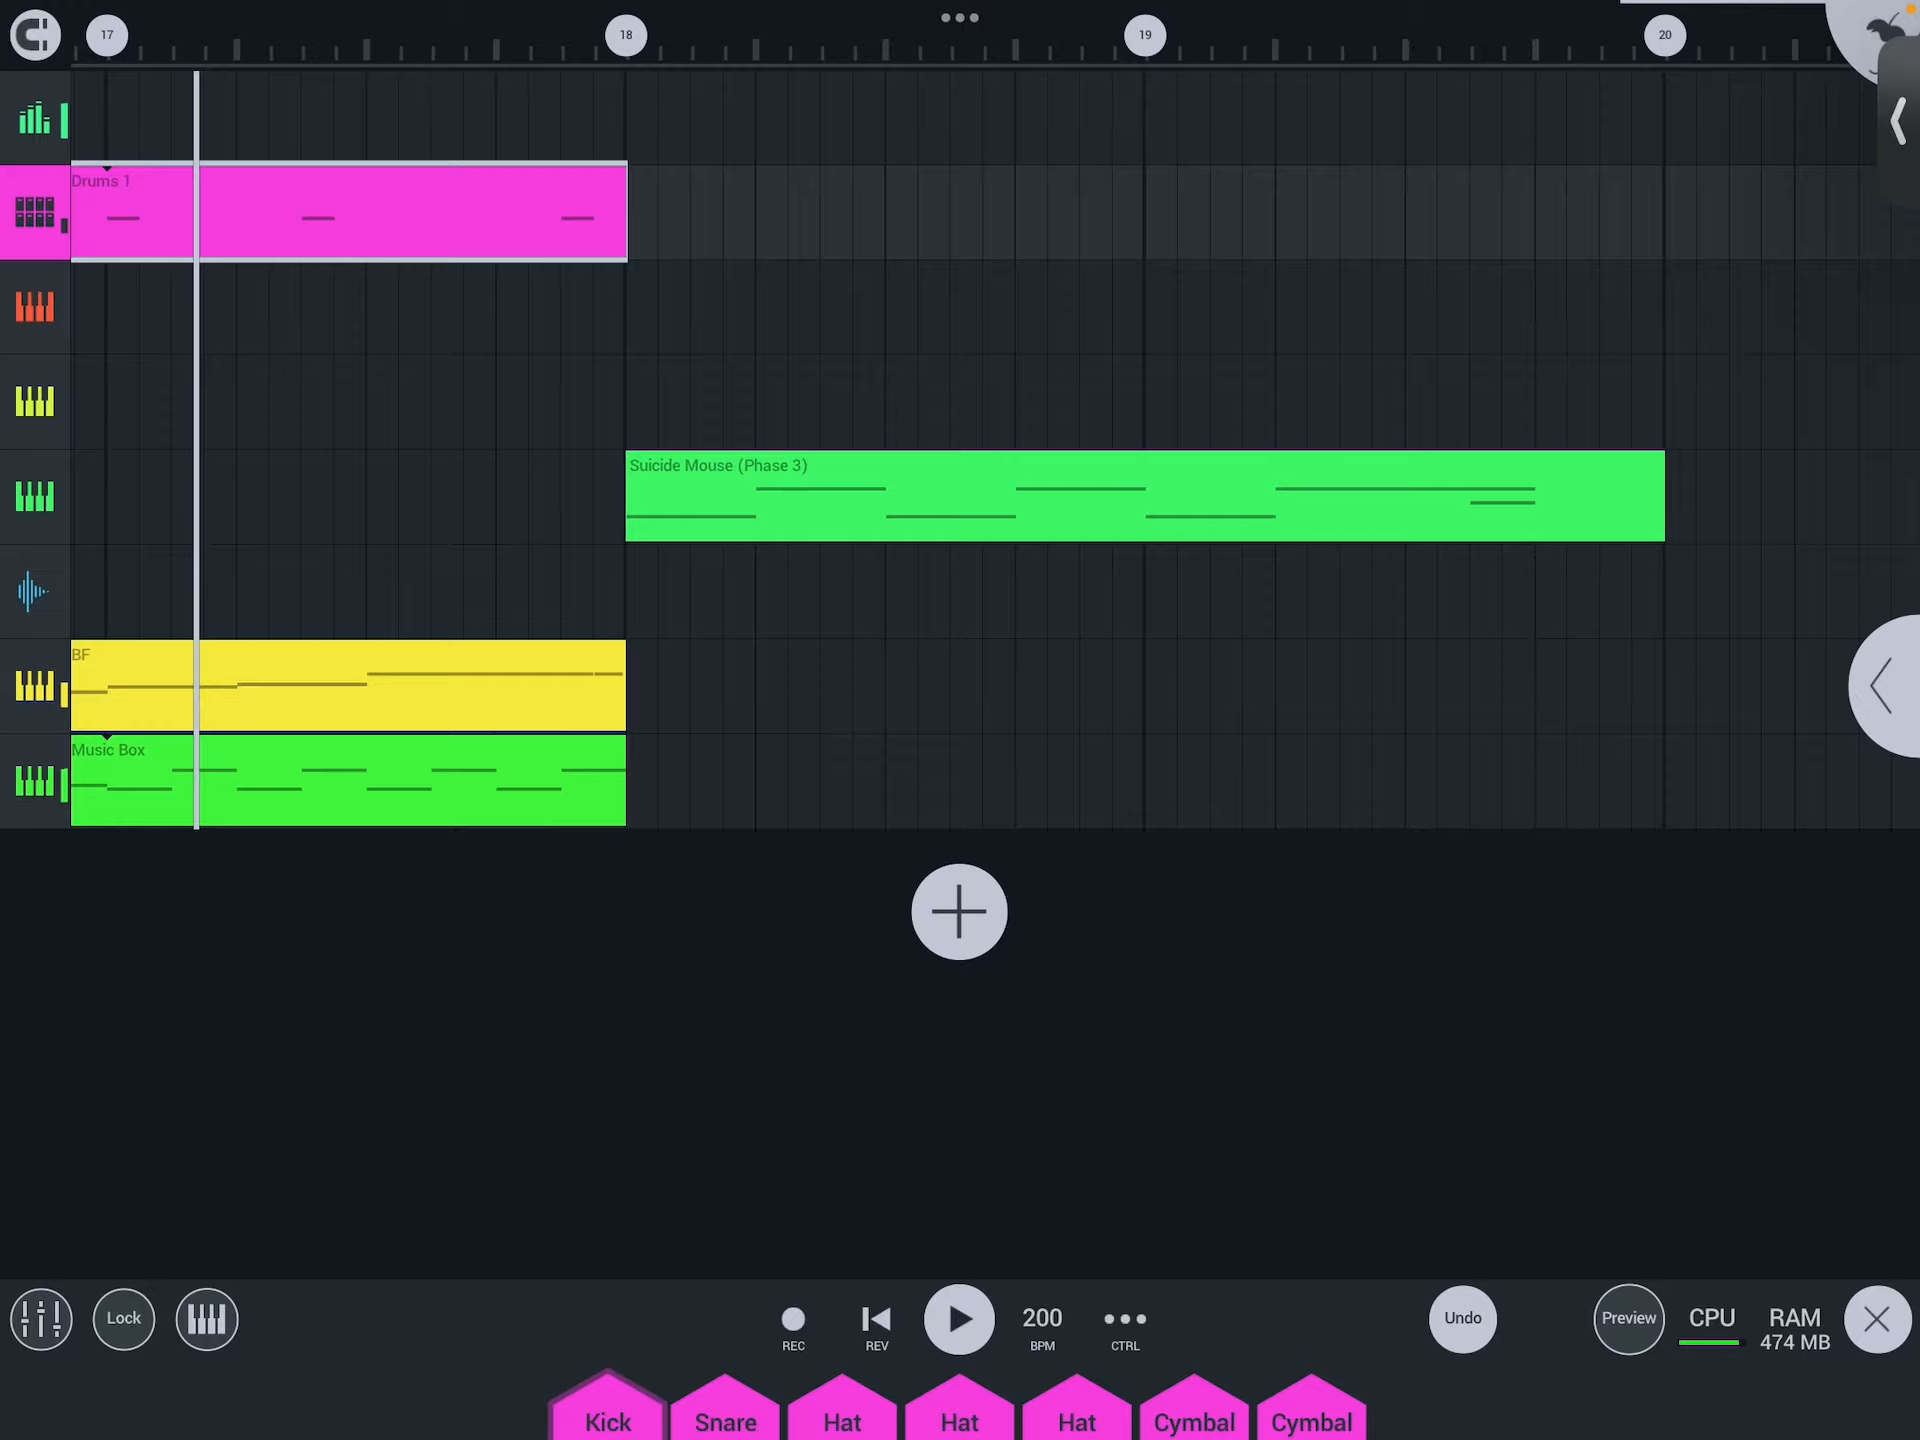 17
18
19
20
Drums 1
Suicide Mouse (Phase 3)
BF
Music Box
Lock
REC
REV
200
BPM
CTRL
Undo
Preview
CPU
RAM
474 MB
Kick
Snare
Hat
Hat
Hat
Cymbal
Cymbal